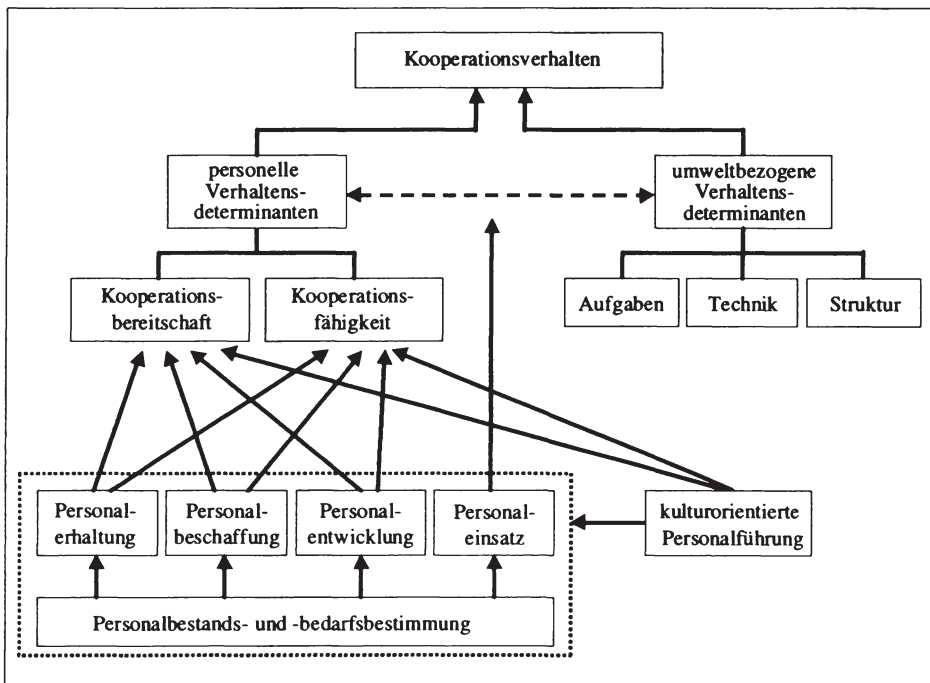 Kooperationsverhalten
personelle
Verhaltens-
determinanten
umweltbezogene
Verhaltens-
determinanten
Kooperations-
bereitschaft
Kooperations-
fähigkeit
Aufgaben
Technik
Struktur
Personal-
erhaltung
Personal-
beschaffung
Personal-
entwicklung
Personal-
einsatz
kulturorientierte
Personalführung
Personalbestands- und -bedarfsbestimmung